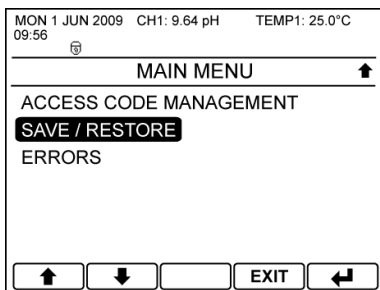 MON 1 JUN 2009 CH1: 9.64 pH TEMP1: 25.0°C
09:56
MAIN MENU
ACCESS CODE MANAGEMENT
SAVE / RESTORE
ERRORS
EXIT